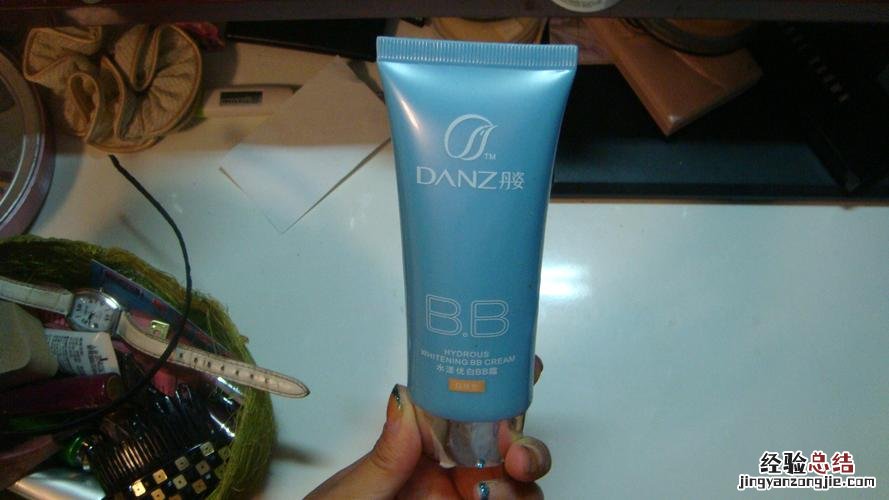 TM
DANZ丹姿
B.B
HYDROUS
WHITENING BB CREAM
水漾优白BB霜
经验总结
jingyanzongjie.com